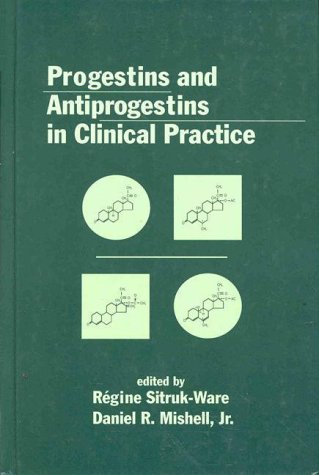 Progestins and
Antiprogestins
in Clinical Practice
edited by
Régine Sitruk-Ware
Daniel R. Mishell, Jr.